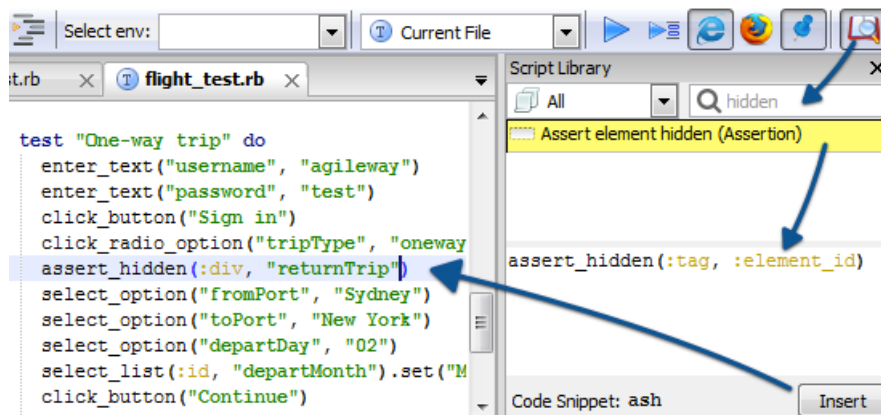 Select env:
T Current File
st.rb × T flight_test.rb ×
test "One-way trip" do
enter_text("username", "agileway")
enter_text("password", "test")
click_button("Sign in")
click_radio_option("tripType", "oneway
assert_hidden(:div, "returnTrip")
select_option("fromPort", "Sydney")
select_option("toPort", "New York")
select_option("departDay", "02")
select_list(:id, "departMonth").set("M
click_button("Continue")
Script Library
All
hidden
Assert element hidden (Assertion)
assert_hidden(:tag, :element_id)
Code Snippet: ash
Insert